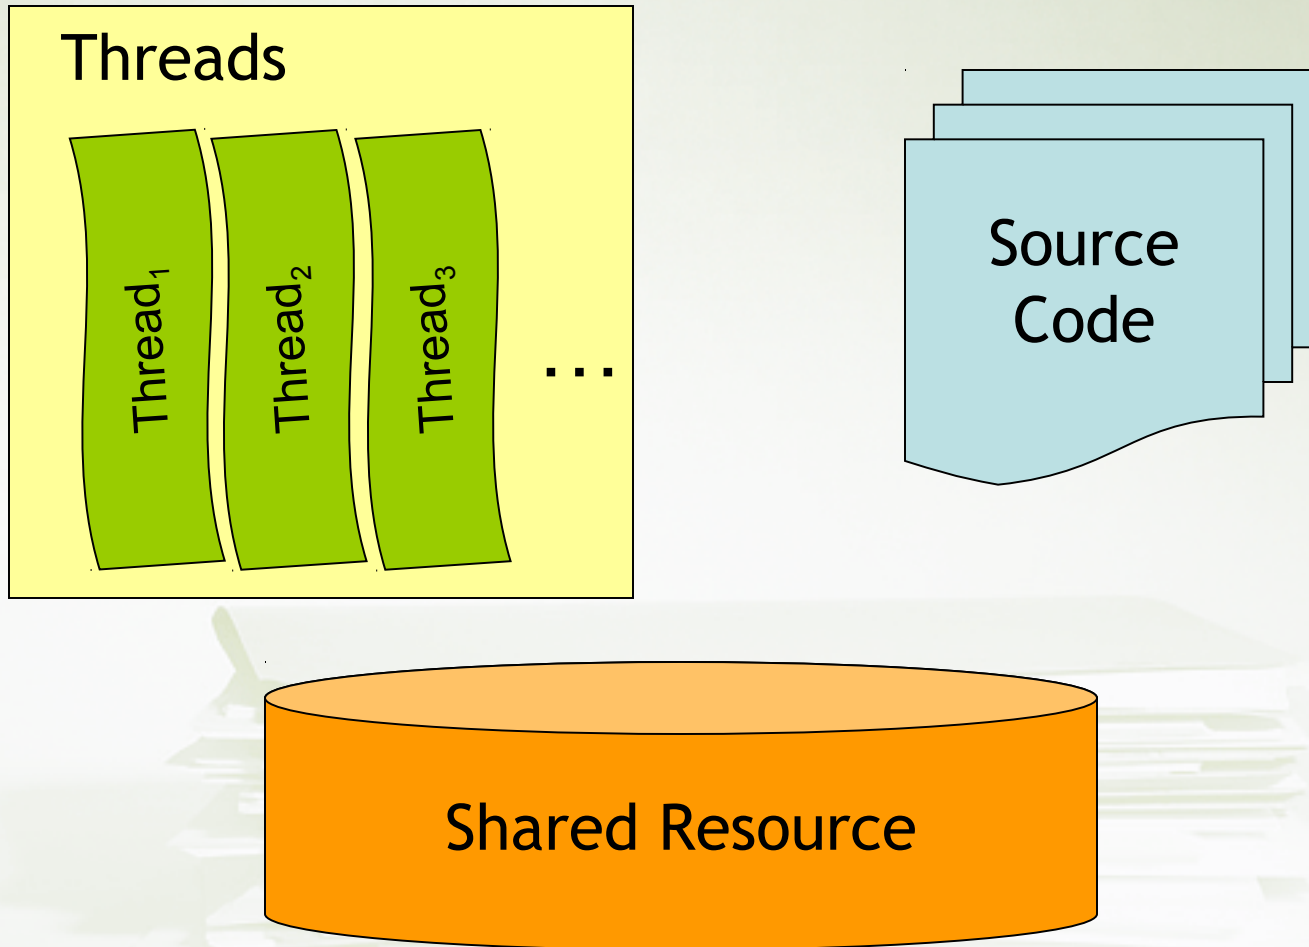 Threads
Thread₁
Thread₂
Thread₃
...
Source
Code
Shared Resource